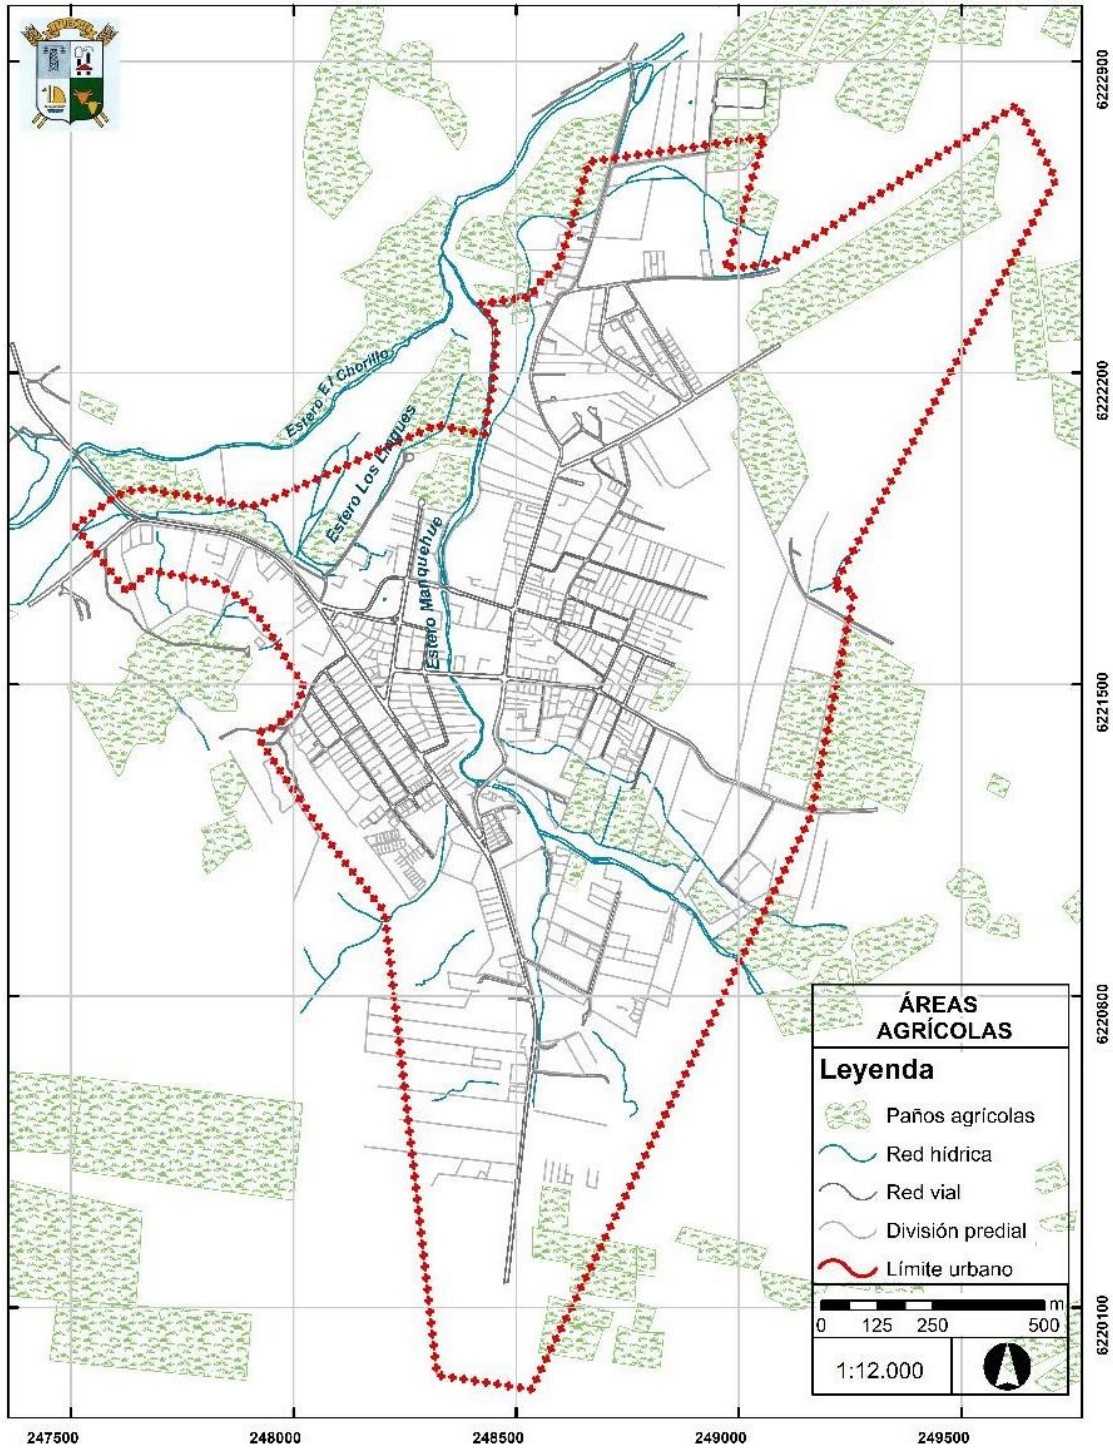 6222900
Estero El Chorillo
6222200
Estero Los Lingues
Estero Manquehue
6221500
6220800
ÁREAS
AGRÍCOLAS
Leyenda
Paños agrícolas
Red hídrica
Red vial
División predial
Límite urbano
m
0 125 250 500
1:12.000
6220100
247500 248000 248500 249000 249500